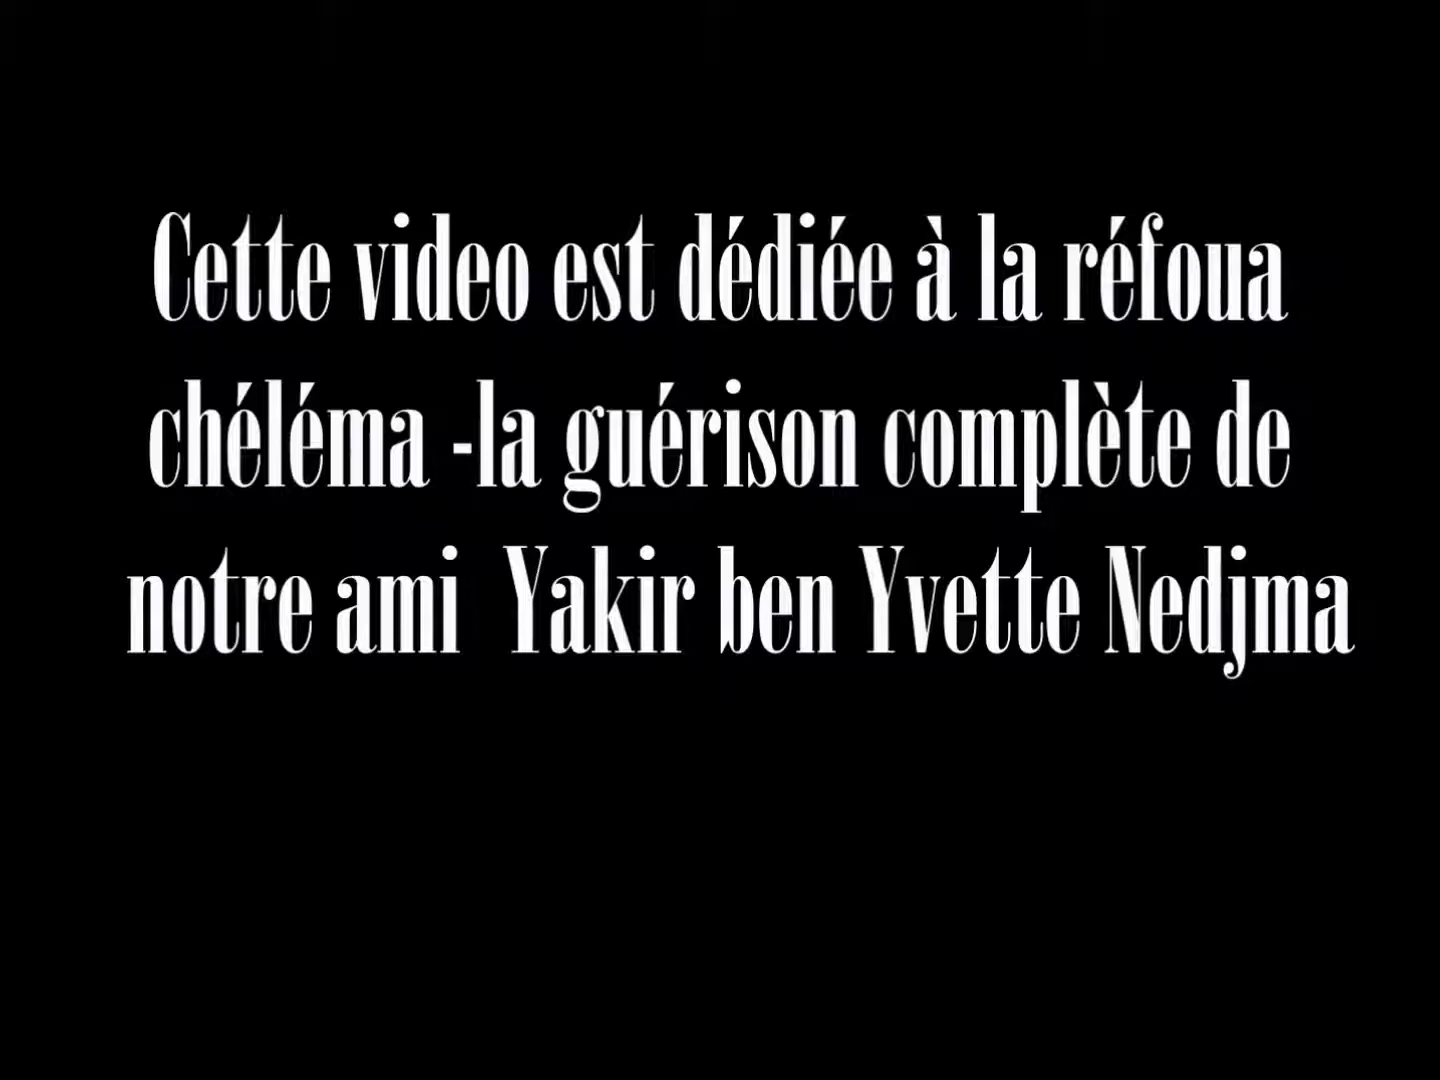 Cette video est dédiée à la réfoua
chéléma -la guérison complète de
notre ami Yakir ben Yvette Nedjma